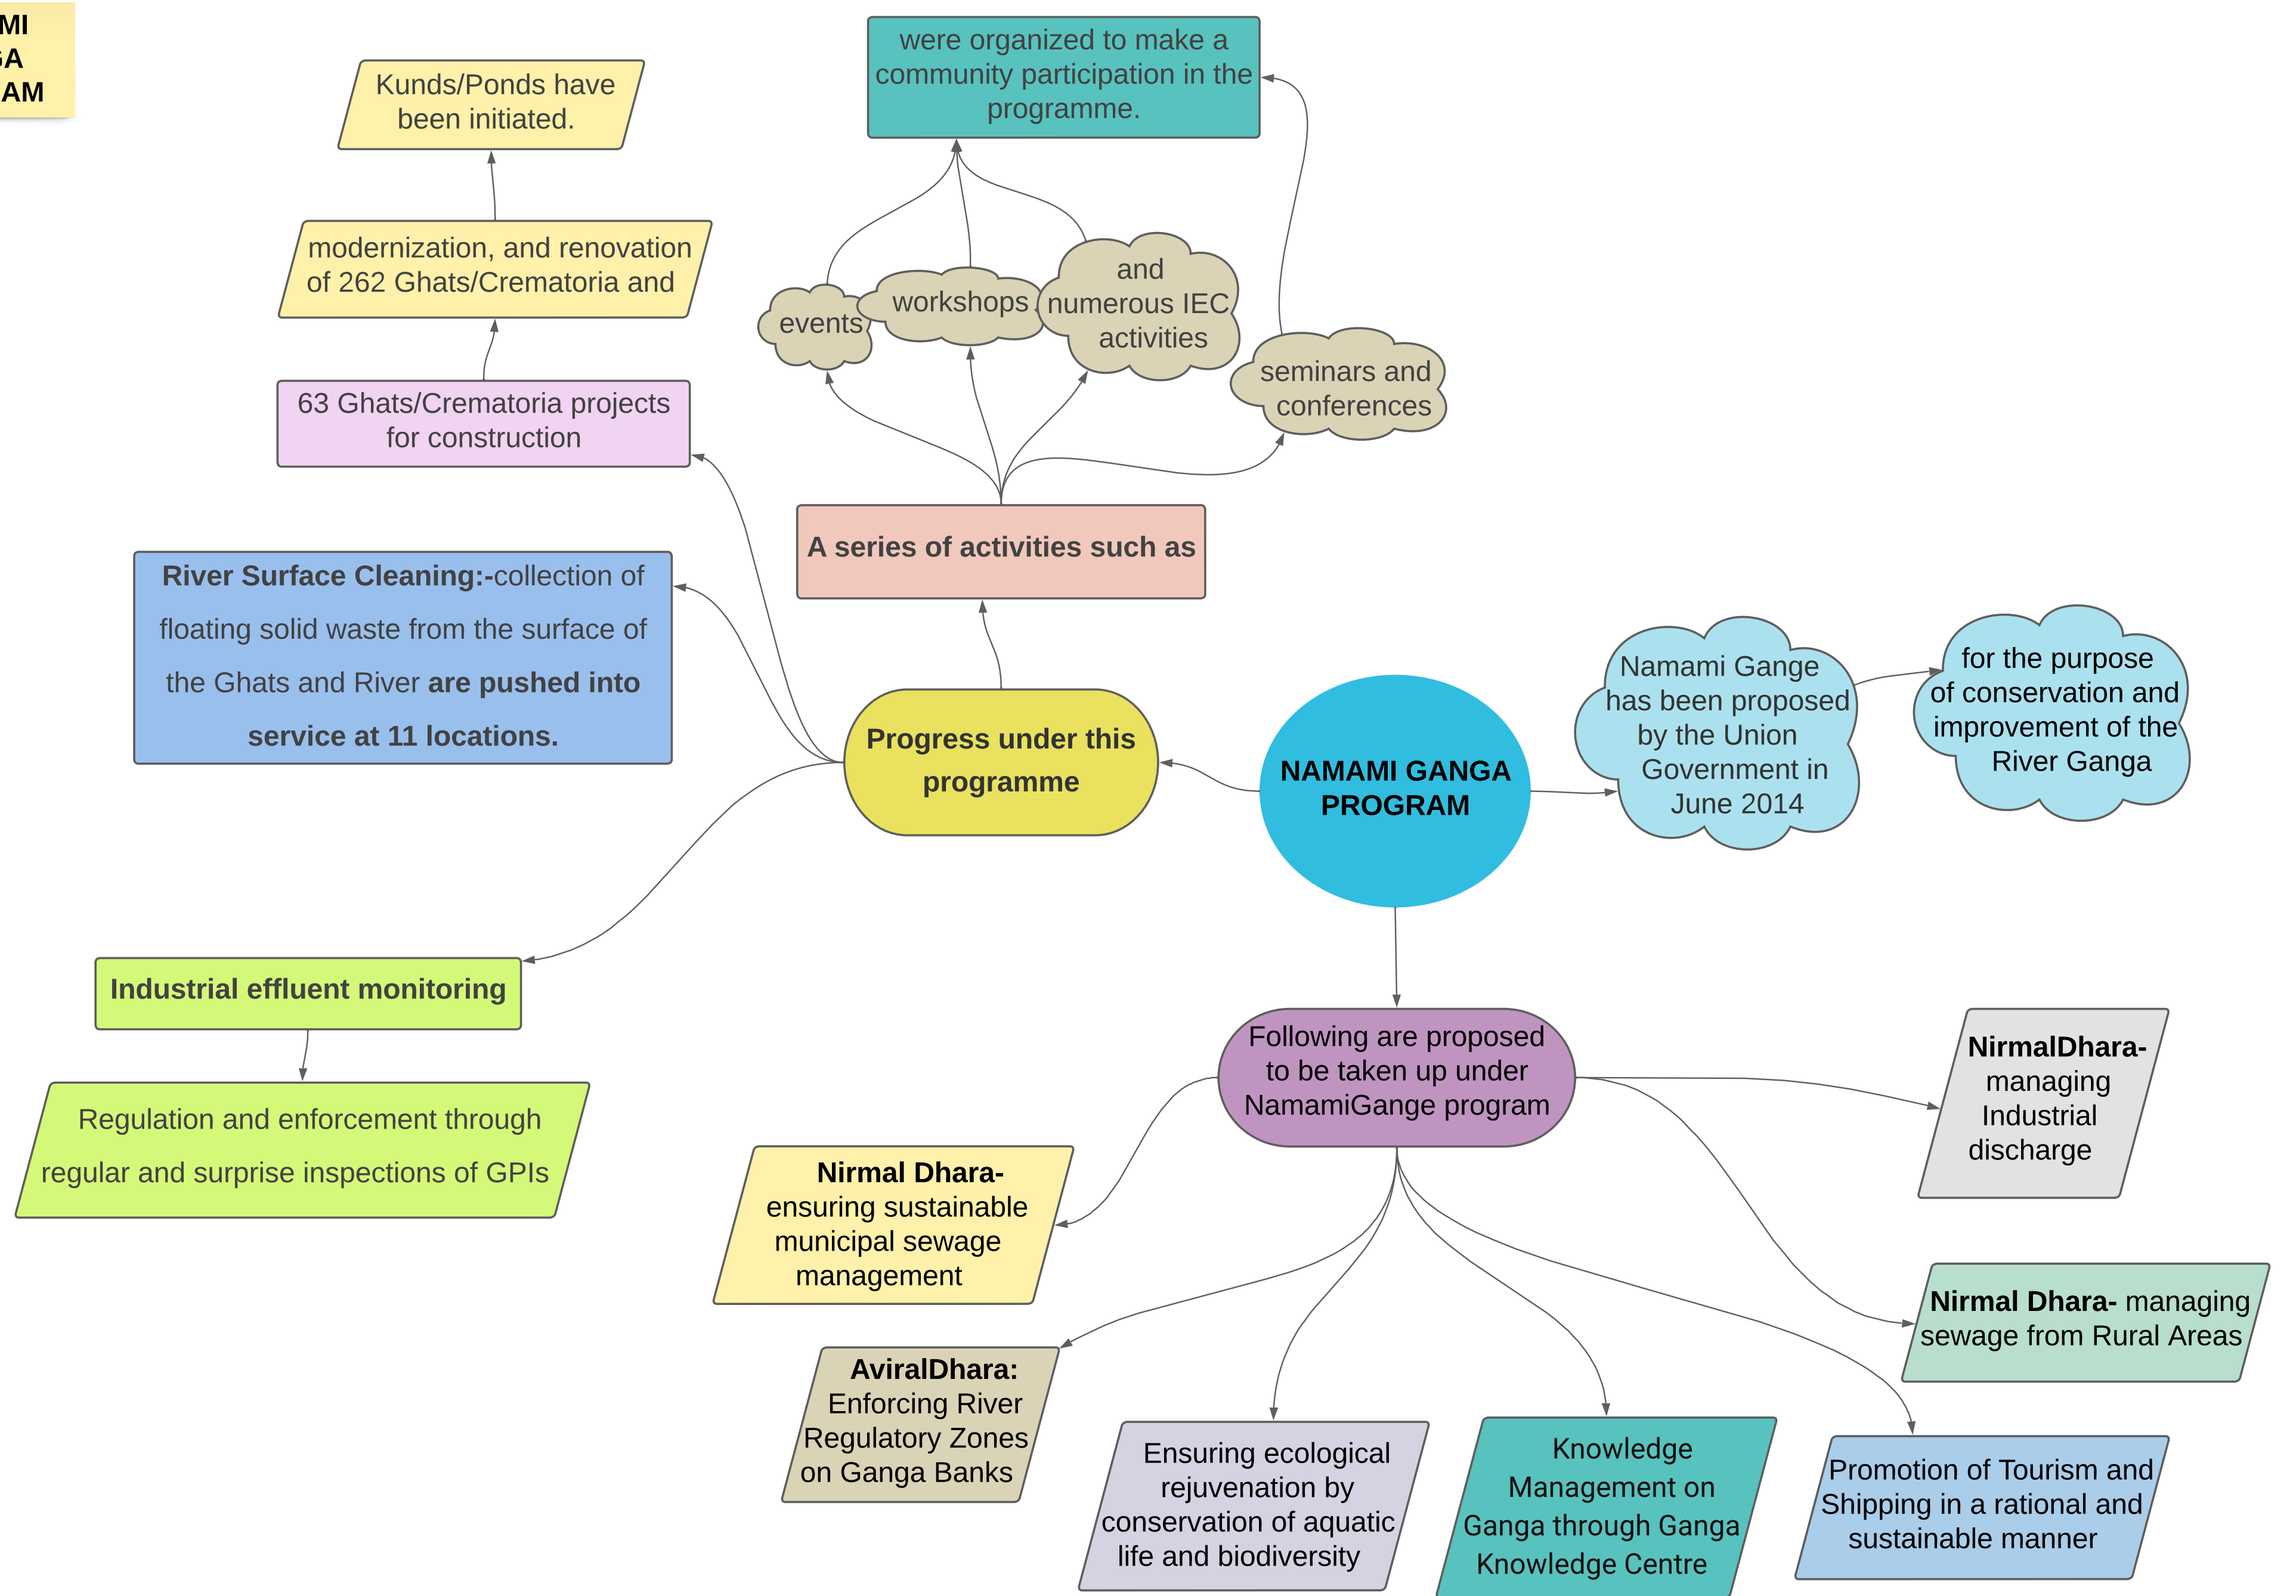 MI
GA
AM
were organized to make a
community participation in the
programme.
Kunds/Ponds have
been initiated.
modernization, and renovation
of 262 Ghats/Crematoria and
63 Ghats/Crematoria projects
for construction
events
workshops
and
numerous IEC
activities
seminars and
conferences
A series of activities such as
River Surface Cleaning:-collection of
floating solid waste from the surface of
the Ghats and River are pushed into
service at 11 locations.
Progress under this
programme
NAMAMI GANGA
PROGRAM
Namami Gange
has been proposed
by the Union
Government in
June 2014
for the purpose
of conservation and
improvement of the
River Ganga
Industrial effluent monitoring
Regulation and enforcement through
regular and surprise inspections of GPIs
Following are proposed
to be taken up under
NamamiGange program
NirmalDhara-
managing
Industrial
discharge
Nirmal Dhara-
ensuring sustainable
municipal sewage
management
Nirmal Dhara- managing
sewage from Rural Areas
AviralDhara:
Enforcing River
Regulatory Zones
on Ganga Banks
Ensuring ecological
rejuvenation by
conservation of aquatic
life and biodiversity
Knowledge
Management on
Ganga through Ganga
Knowledge Centre
Promotion of Tourism and
Shipping in a rational and
sustainable manner